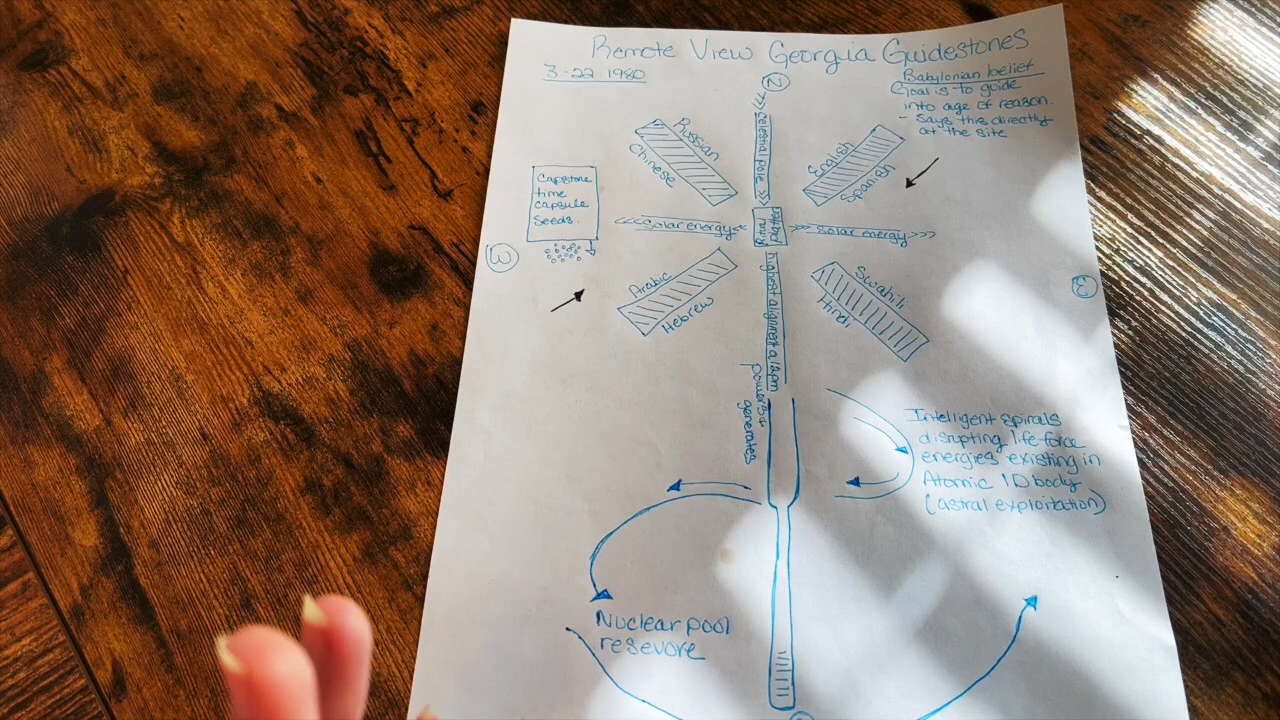 Remote View Georgia Guidestones
3-22 1980
N
Babylonian belief
Goal is to guide
into age of reason.
- Says this directly
at the site
>>> celestial pole >>>
Russian
Chinese
English
Spanish
Capstone
time
capsule
seeds.
<<< solar energy <
>>> solar energy >>>
W
E
Arabic
Hebrew
Swahili
Hindi
highest alignment @ 12pm
power
generates
Intelligent spirals
disrupting life-force
energies existing in
Atomic 1D body
(astral exploitation)
Nuclear pool
resevore